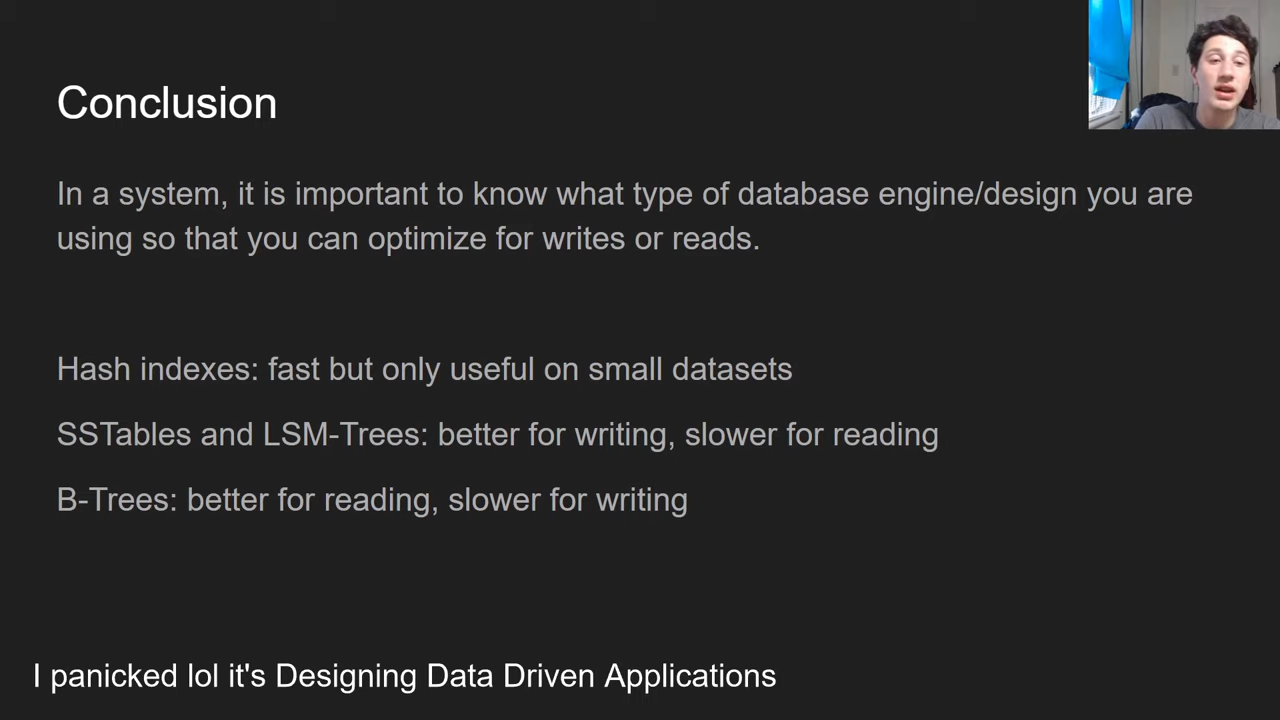 Conclusion
In a system, it is important to know what type of database engine/design you are
using so that you can optimize for writes or reads.
Hash indexes: fast but only useful on small datasets
SSTables and LSM-Trees: better for writing, slower for reading
B-Trees: better for reading, slower for writing
I panicked lol it's Designing Data Driven Applications